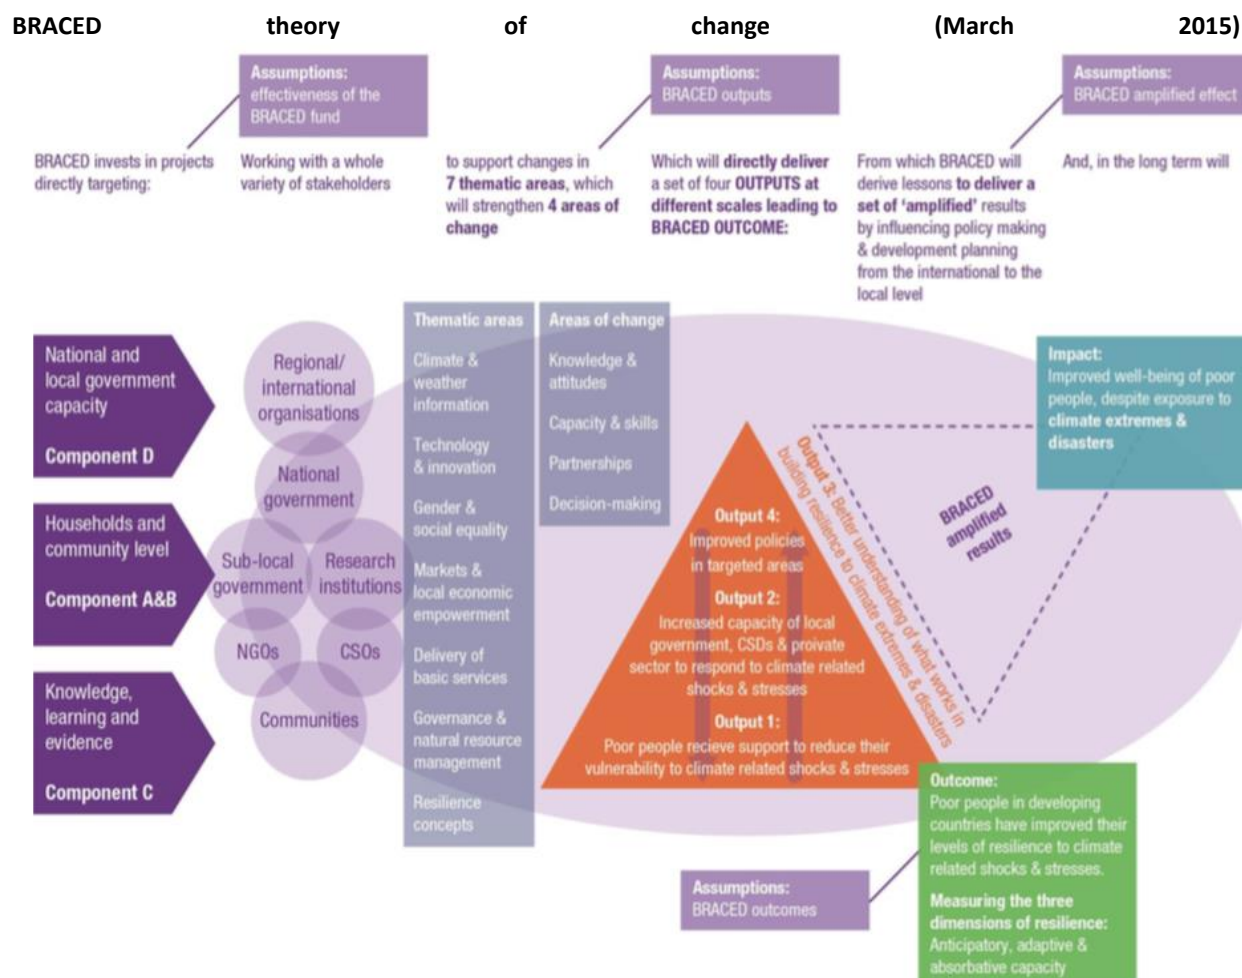 BRACED theory of change (March 2015)
Assumptions:
effectiveness of the
BRACED fund
Assumptions:
BRACED outputs
Assumptions:
BRACED amplified effect
BRACED invests in projects
directly targeting:
Working with a whole
variety of stakeholders
to support changes in
7 thematic areas, which
will strengthen 4 areas of
change
Which will directly deliver
a set of four OUTPUTS at
different scales leading to
BRACED OUTCOME:
From which BRACED will
derive lessons to deliver a
set of ‘amplified’ results
by influencing policy making
& development planning
from the international to the
local level
And, in the long term will
National and
local government
capacity
Component D
Households and
community level
Component A&B
Knowledge,
learning and
evidence
Component C
Regional/
international
organisations
National
government
Sub-local
government
Research
institutions
NGOs
CSOs
Communities
Thematic areas
Climate &
weather
information
Technology
& innovation
Gender &
social equality
Markets &
local economic
empowerment
Delivery of
basic services
Governance &
natural resource
management
Resilience
concepts
Areas of change
Knowledge &
attitudes
Capacity & skills
Partnerships
Decision-making
Output 4:
Improved policies
in targeted areas
Output 2:
Increased capacity of local
government, CSDs & proivate
sector to respond to climate related
shocks & stresses
Output 1:
Poor people recieve support to reduce their
vulnerability to climate related shocks & stresses
Output 3: Better understanding of what works in
building resilience to climate extremes & disasters
BRACED
amplified
results
Impact:
Improved well-being of poor
people, despite exposure to
climate extremes &
disasters
Outcome:
Poor people in developing
countries have improved their
levels of resilience to climate
related shocks & stresses.
Measuring the three
dimensions of resilience:
Anticipatory, adaptive &
absorbative capacity
Assumptions:
BRACED outcomes